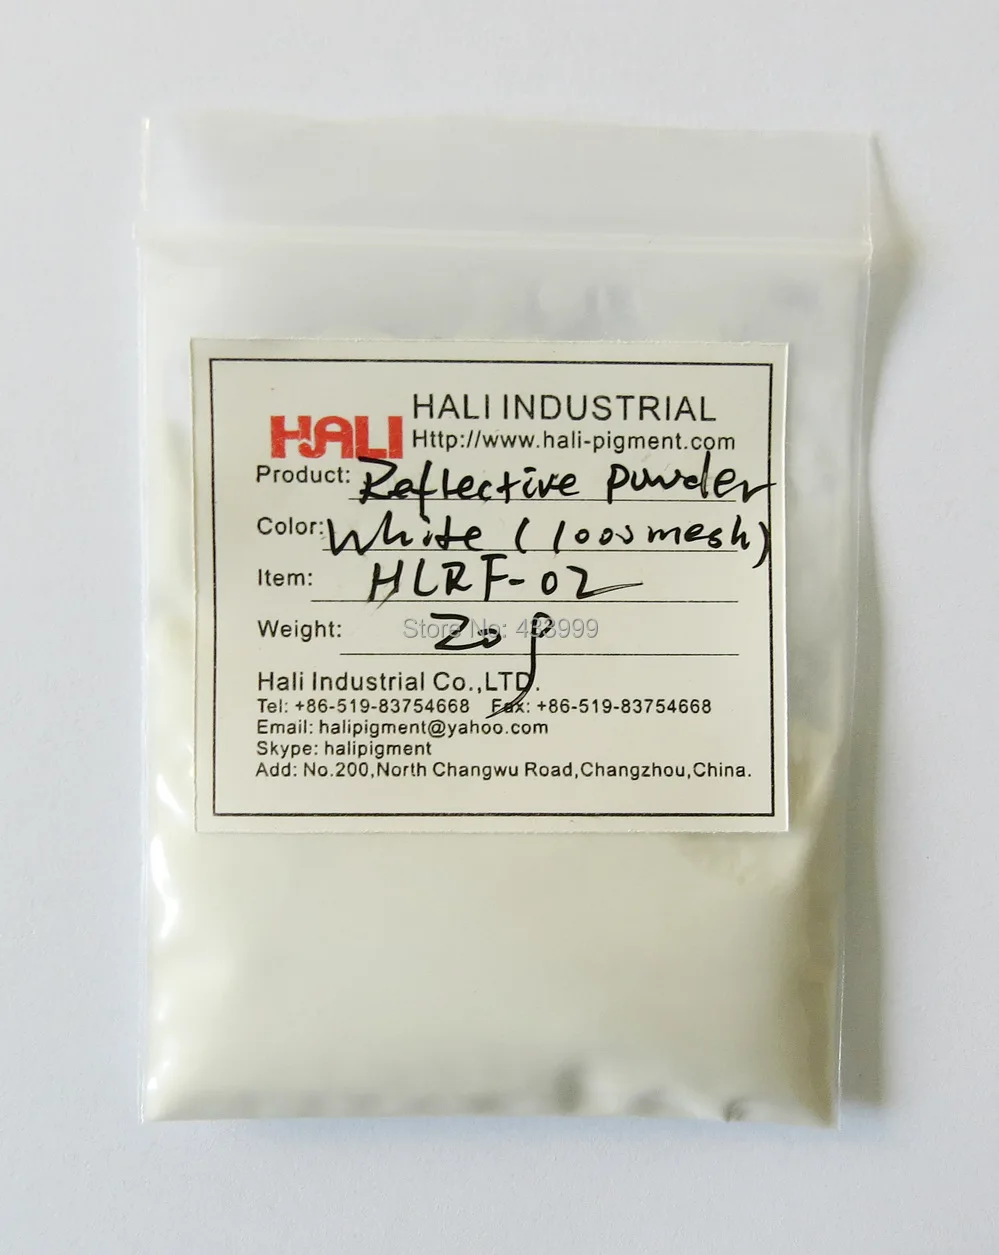 HALI HALI INDUSTRIAL
Http://www.hali-pigment.com
Product: Reflective powder
Color: White (1000mesh)
Item: HLRF-02
Weight: 20g
Store No: 433999
Hali Industrial Co.,LTD.
Tel: +86-519-83754668 Fax: +86-519-83754668
Email: halipigment@yahoo.com
Skype: halipigment
Add: No.200,North Changwu Road,Changzhou,China.